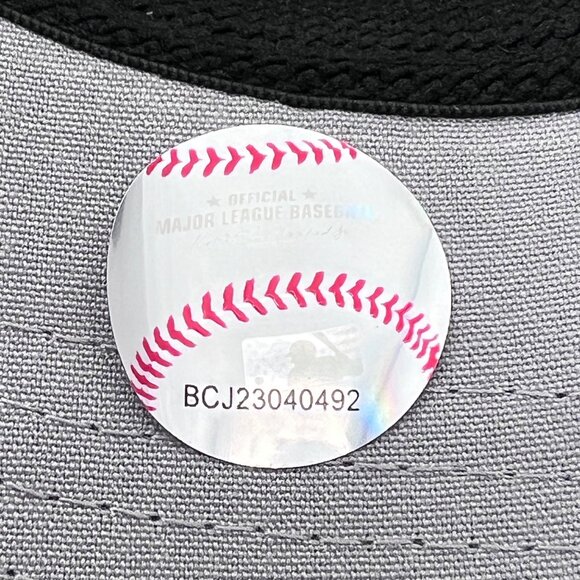 ★ OFFICIAL ★
MAJOR LEAGUE BASEBALL
BCJ23040492